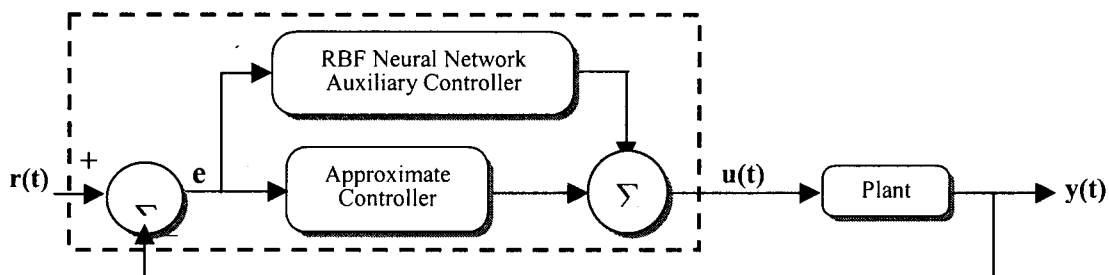 RBF Neural Network
Auxiliary Controller
+
r(t)
Σ
e
−
Approximate
Controller
Σ
u(t)
Plant
y(t)